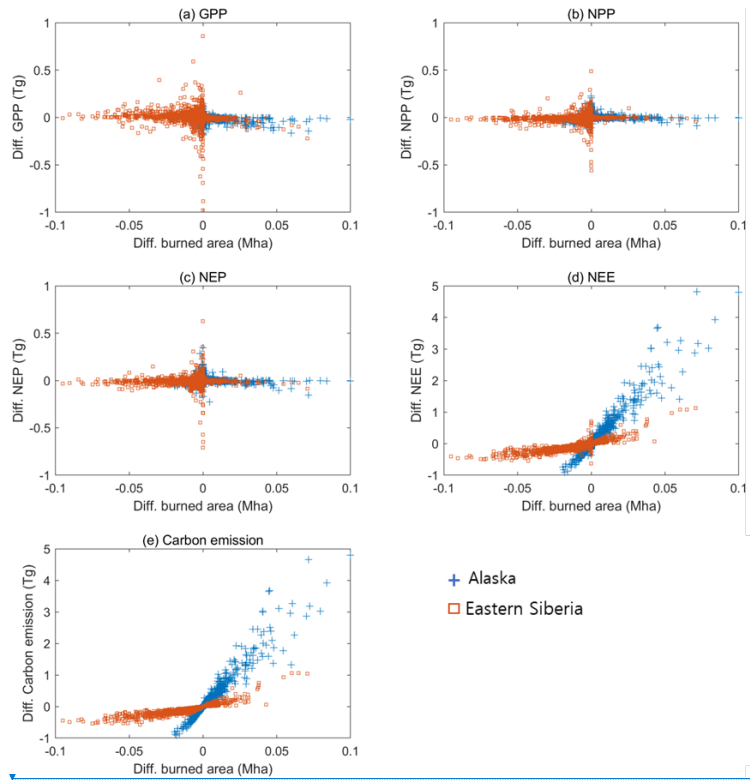 (a) GPP
1
0.5
0
-0.5
-1
-0.1 -0.05 0 0.05 0.1
Diff. GPP (Tg)
Diff. burned area (Mha)
(b) NPP
1
0.5
0
-0.5
-1
-0.1 -0.05 0 0.05 0.1
Diff. NPP (Tg)
Diff. burned area (Mha)
(c) NEP
1
0.5
0
-0.5
-1
-0.1 -0.05 0 0.05 0.1
Diff. NEP (Tg)
Diff. burned area (Mha)
(d) NEE
5
4
3
2
1
0
-1
-0.1 -0.05 0 0.05 0.1
Diff. NEE (Tg)
Diff. burned area (Mha)
(e) Carbon emission
5
4
3
2
1
0
-1
-0.1 -0.05 0 0.05 0.1
Diff. Carbon emission (Tg)
Diff. burned area (Mha)
Alaska
Eastern Siberia